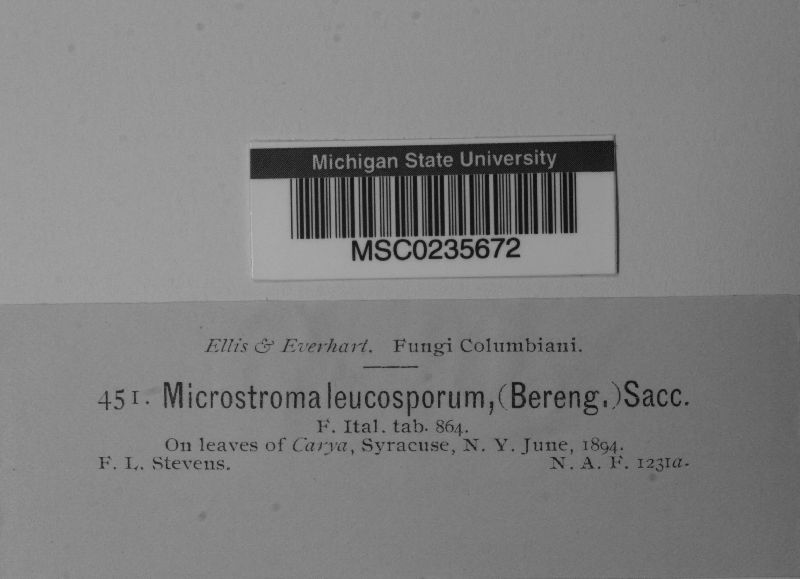 Michigan State University
MSC0235672
Ellis & Everhart. Fungi Columbiani.
451. Microstroma leucosporum, (Bereng.) Sacc.
F. Ital. tab. 864.
On leaves of Carya, Syracuse, N. Y. June, 1894.
F. L. Stevens. N. A. F. 1231a.